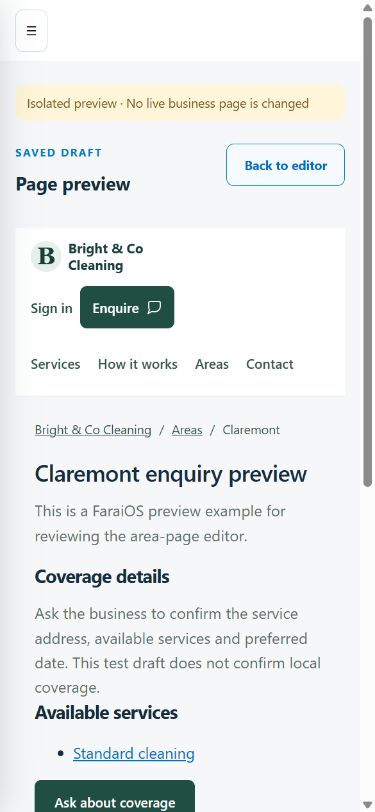 ☰
Isolated preview · No live business page is changed
SAVED DRAFT
Back to editor
Page preview
B
Bright & Co
Cleaning
Sign in
Enquire
Services How it works Areas Contact
Bright & Co Cleaning / Areas / Claremont
Claremont enquiry preview
This is a FaraiOS preview example for
reviewing the area-page editor.
Coverage details
Ask the business to confirm the service
address, available services and preferred
date. This test draft does not confirm local
coverage.
Available services
• Standard cleaning
Ask about coverage